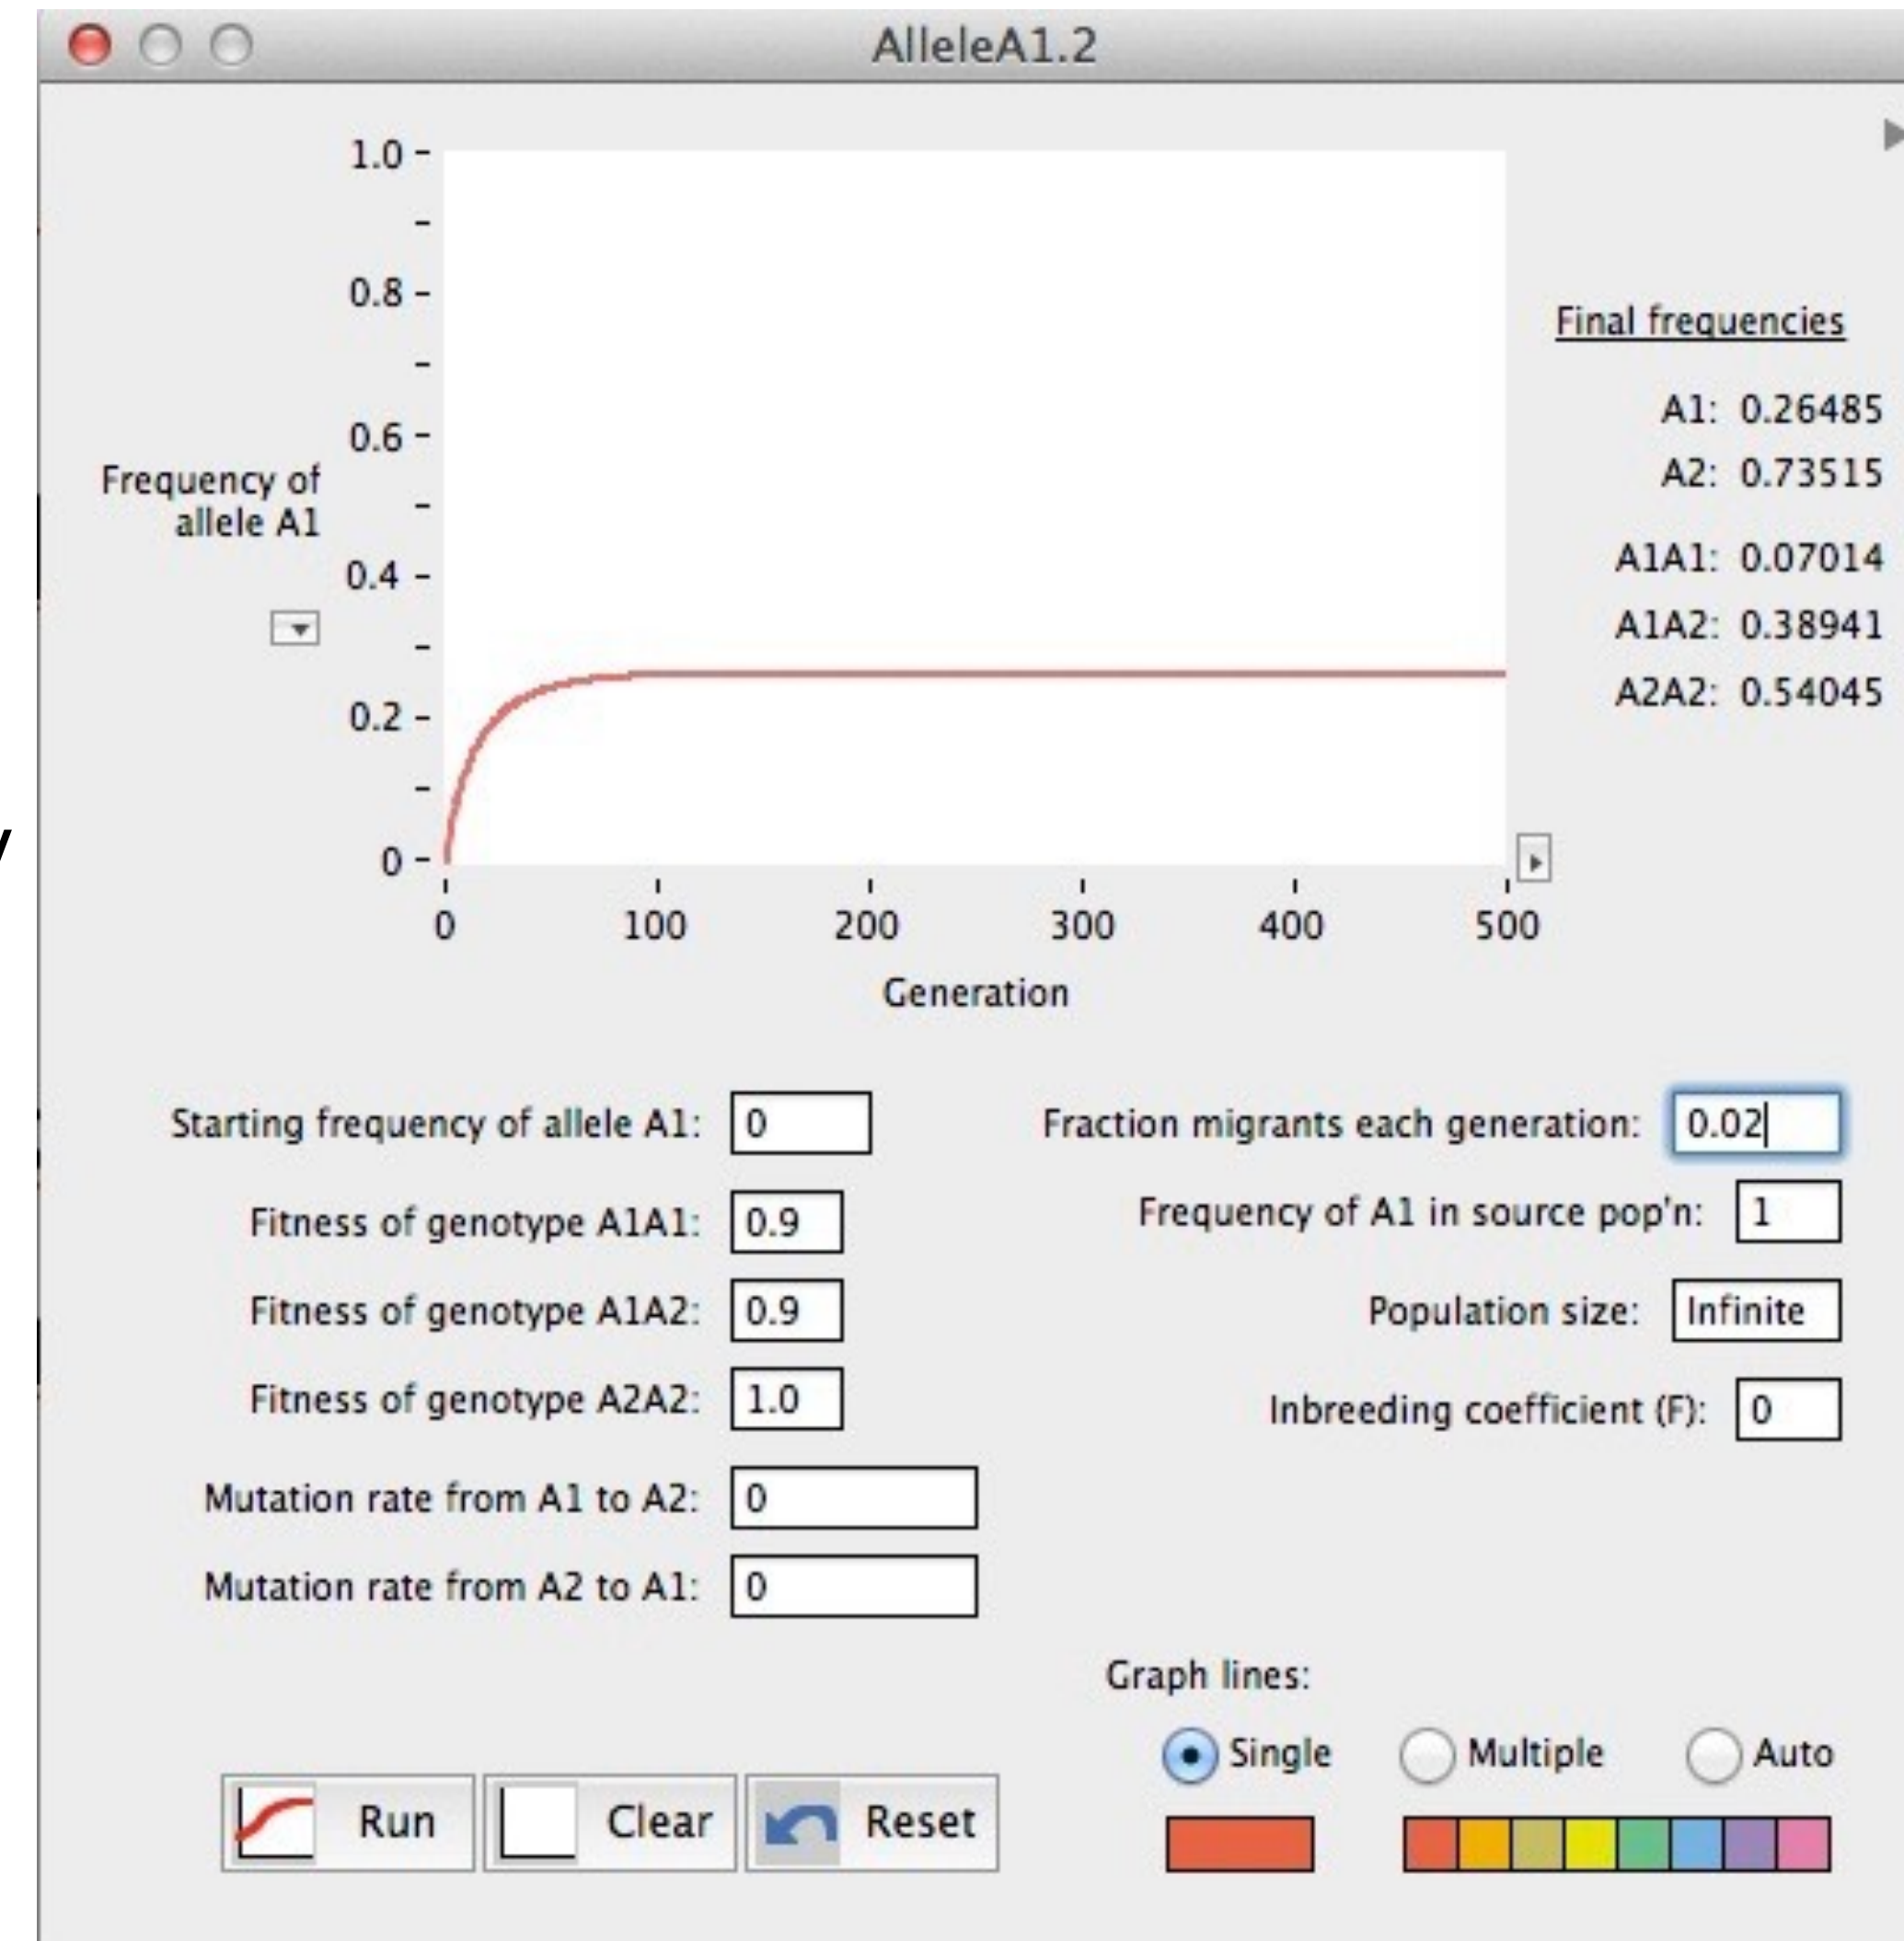 AlleleA1.2
1.0
0.8
0.6
0.4
0.2
0
Frequency of
allele A1
0 100 200 300 400 500
Generation
Final frequencies
A1: 0.26485
A2: 0.73515
A1A1: 0.07014
A1A2: 0.38941
A2A2: 0.54045
y
Starting frequency of allele A1: 0
Fitness of genotype A1A1: 0.9
Fitness of genotype A1A2: 0.9
Fitness of genotype A2A2: 1.0
Mutation rate from A1 to A2: 0
Mutation rate from A2 to A1: 0
Fraction migrants each generation: 0.02
Frequency of A1 in source pop'n: 1
Population size: Infinite
Inbreeding coefficient (F): 0
Graph lines:
Single Multiple Auto
Run Clear Reset